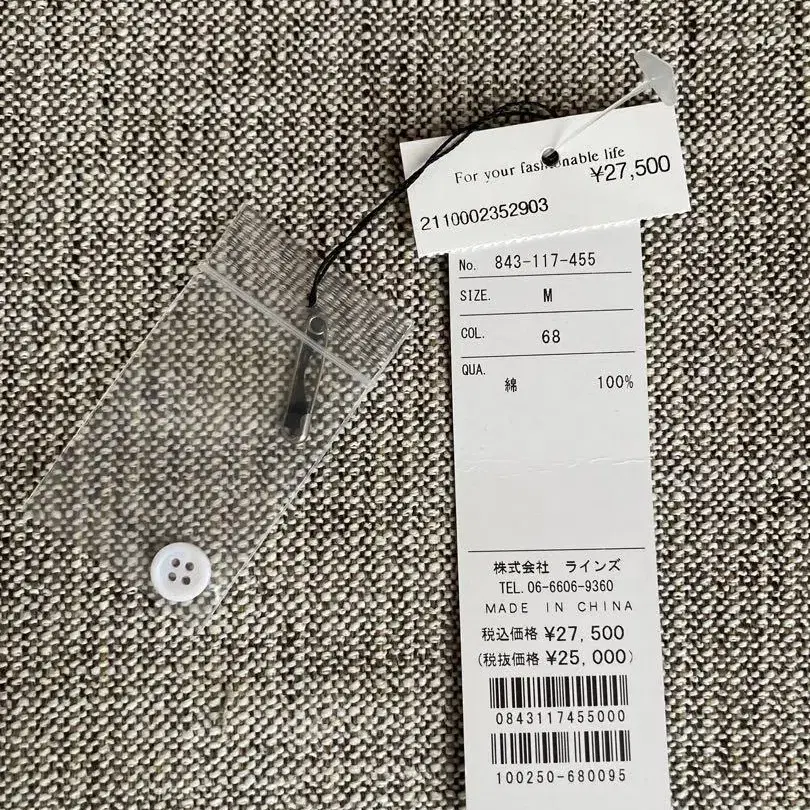 For your fashionable life
¥27,500
2110002352903
No. 843-117-455
SIZE. M
COL. 68
QUA.
綿 100%
株式会社 ラインズ
TEL.06-6606-9360
MADE IN CHINA
税込価格 ¥27,500
(税抜価格 ¥25,000)
0843117455000
100250-680095